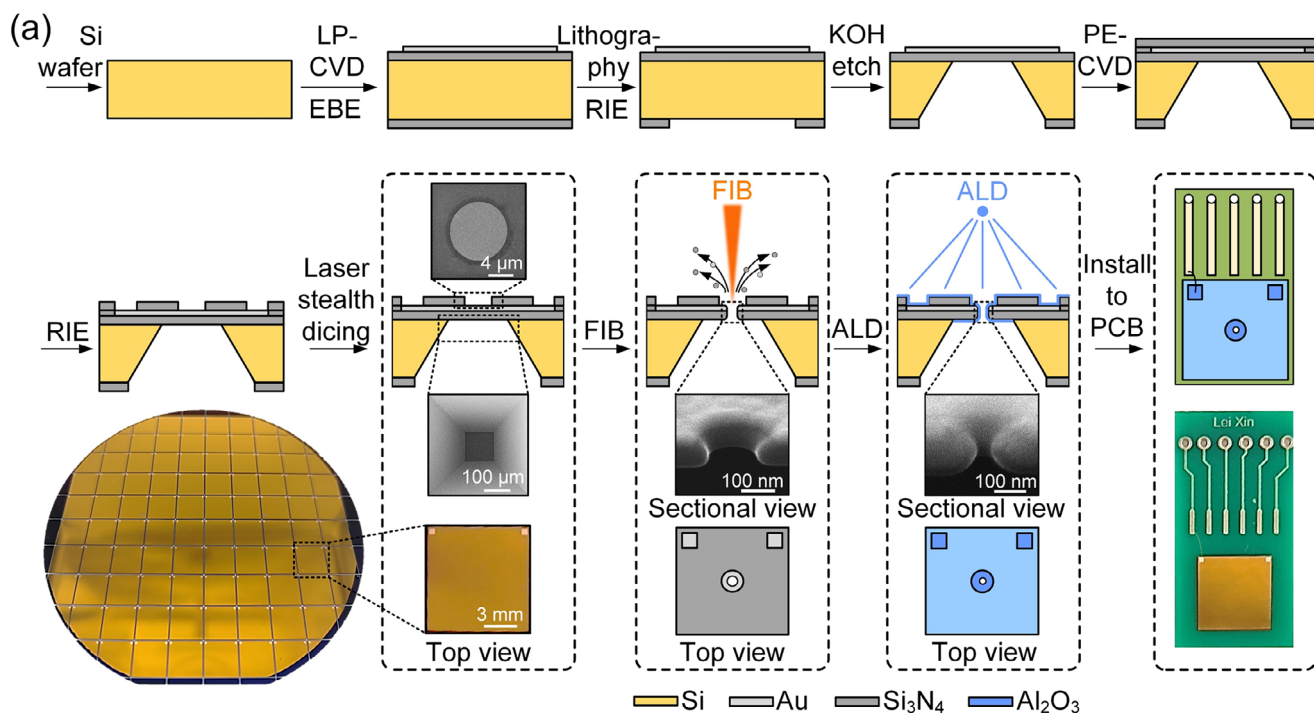 (a)
Si
wafer
LP-
CVD
EBE
Lithogra-
phy
RIE
KOH
etch
PE-
CVD
RIE
Laser
stealth
dicing
4 μm
100 μm
3 mm
Top view
FIB
FIB
100 nm
Sectional view
Top view
ALD
ALD
100 nm
Sectional view
Top view
Install
to
PCB
Lei Xin
Si
Au
Si₃N₄
Al₂O₃